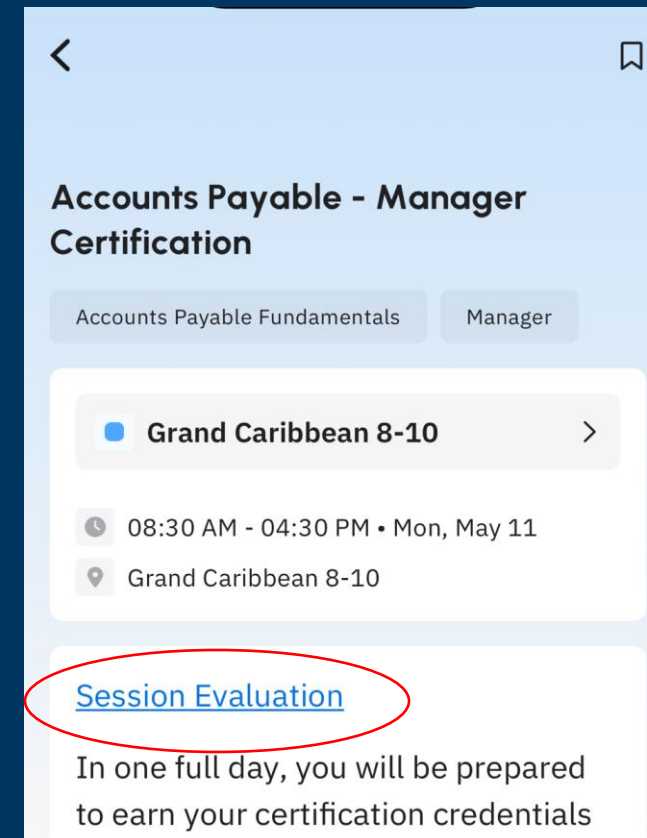 Accounts Payable - Manager
Certification
Accounts Payable Fundamentals
Manager
Grand Caribbean 8-10
08:30 AM - 04:30 PM • Mon, May 11
Grand Caribbean 8-10
Session Evaluation
In one full day, you will be prepared
to earn your certification credentials